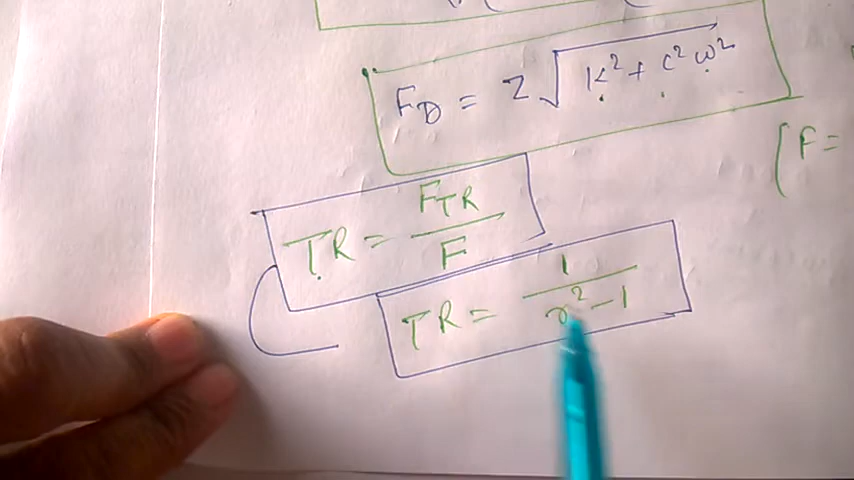 F_D = Z √(k² + c²ω²)
[F =
TR = F_TR / F
TR = 1 / (r² - 1)